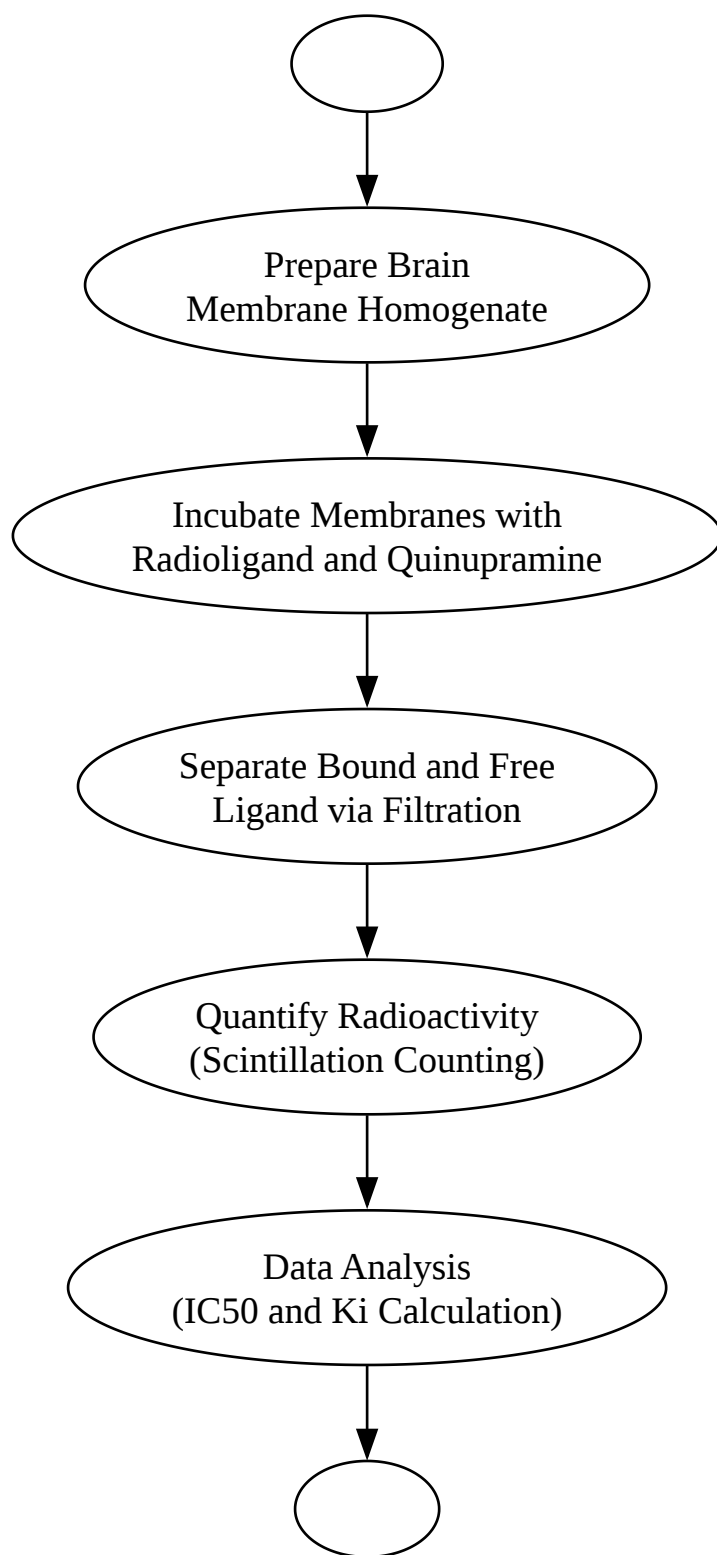 Prepare Brain
Membrane Homogenate
Incubate Membranes with
Radioligand and Quinupramine
Separate Bound and Free
Ligand via Filtration
Quantify Radioactivity
(Scintillation Counting)
Data Analysis
(IC50 and Ki Calculation)